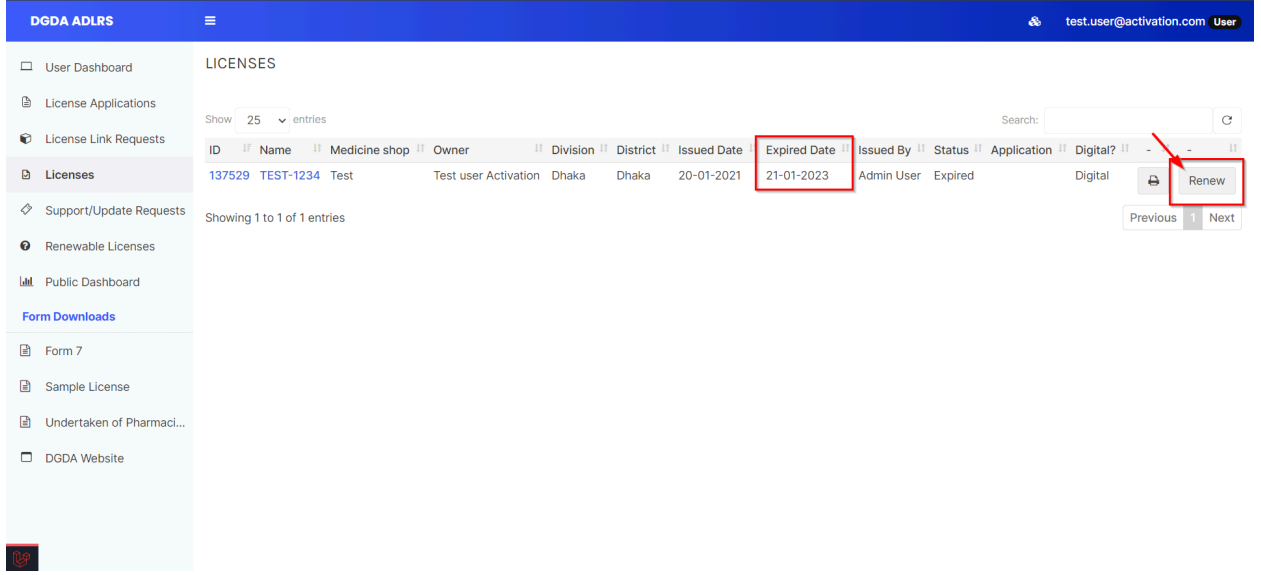 DGDA ADLRS
test.user@activation.com User
User Dashboard
License Applications
License Link Requests
Licenses
Support/Update Requests
Renewable Licenses
Public Dashboard
Form Downloads
Form 7
Sample License
Undertaken of Pharmaci...
DGDA Website
LICENSES
Show 25 entries
Search:
ID Name Medicine shop Owner Division District Issued Date Expired Date Issued By Status Application Digital? - -
137529 TEST-1234 Test Test user Activation Dhaka Dhaka 20-01-2021 21-01-2023 Admin User Expired Digital Renew
Showing 1 to 1 of 1 entries
Previous 1 Next